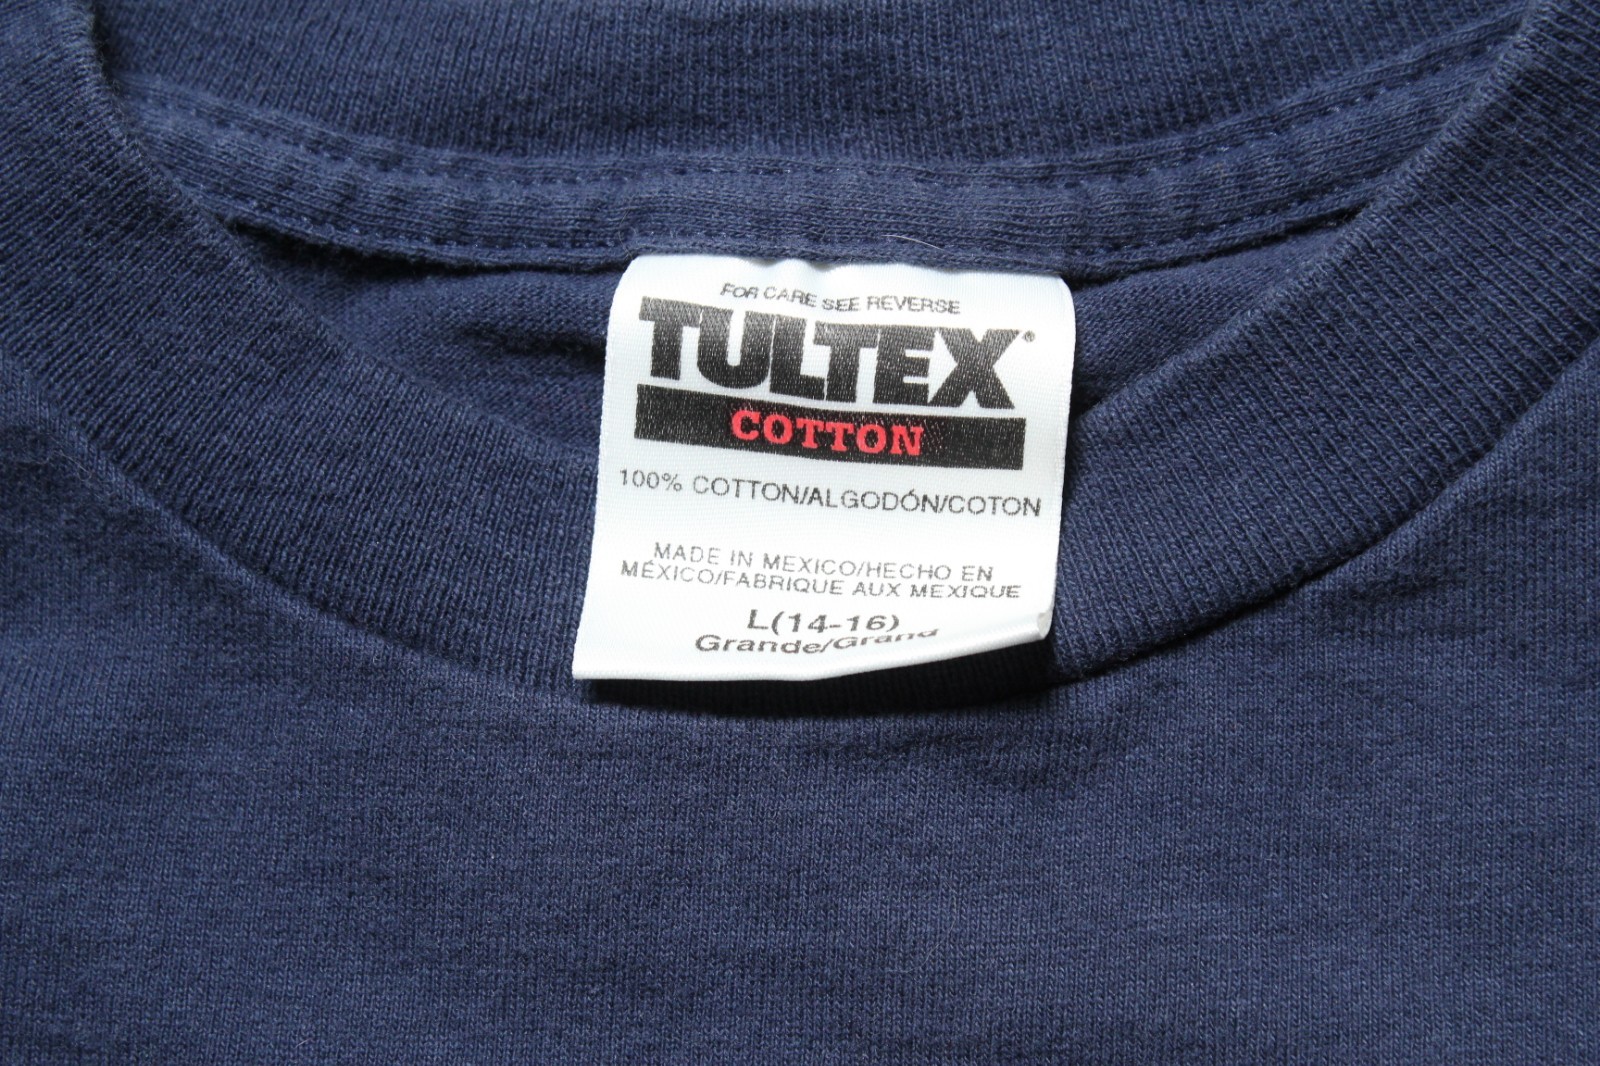 FOR CARE SEE REVERSE
TULTEX®
COTTON
100% COTTON/ALGODÓN/COTON
MADE IN MEXICO/HECHO EN
MÉXICO/FABRIQUE AUX MEXIQUE
L(14-16)
Grande/Grand